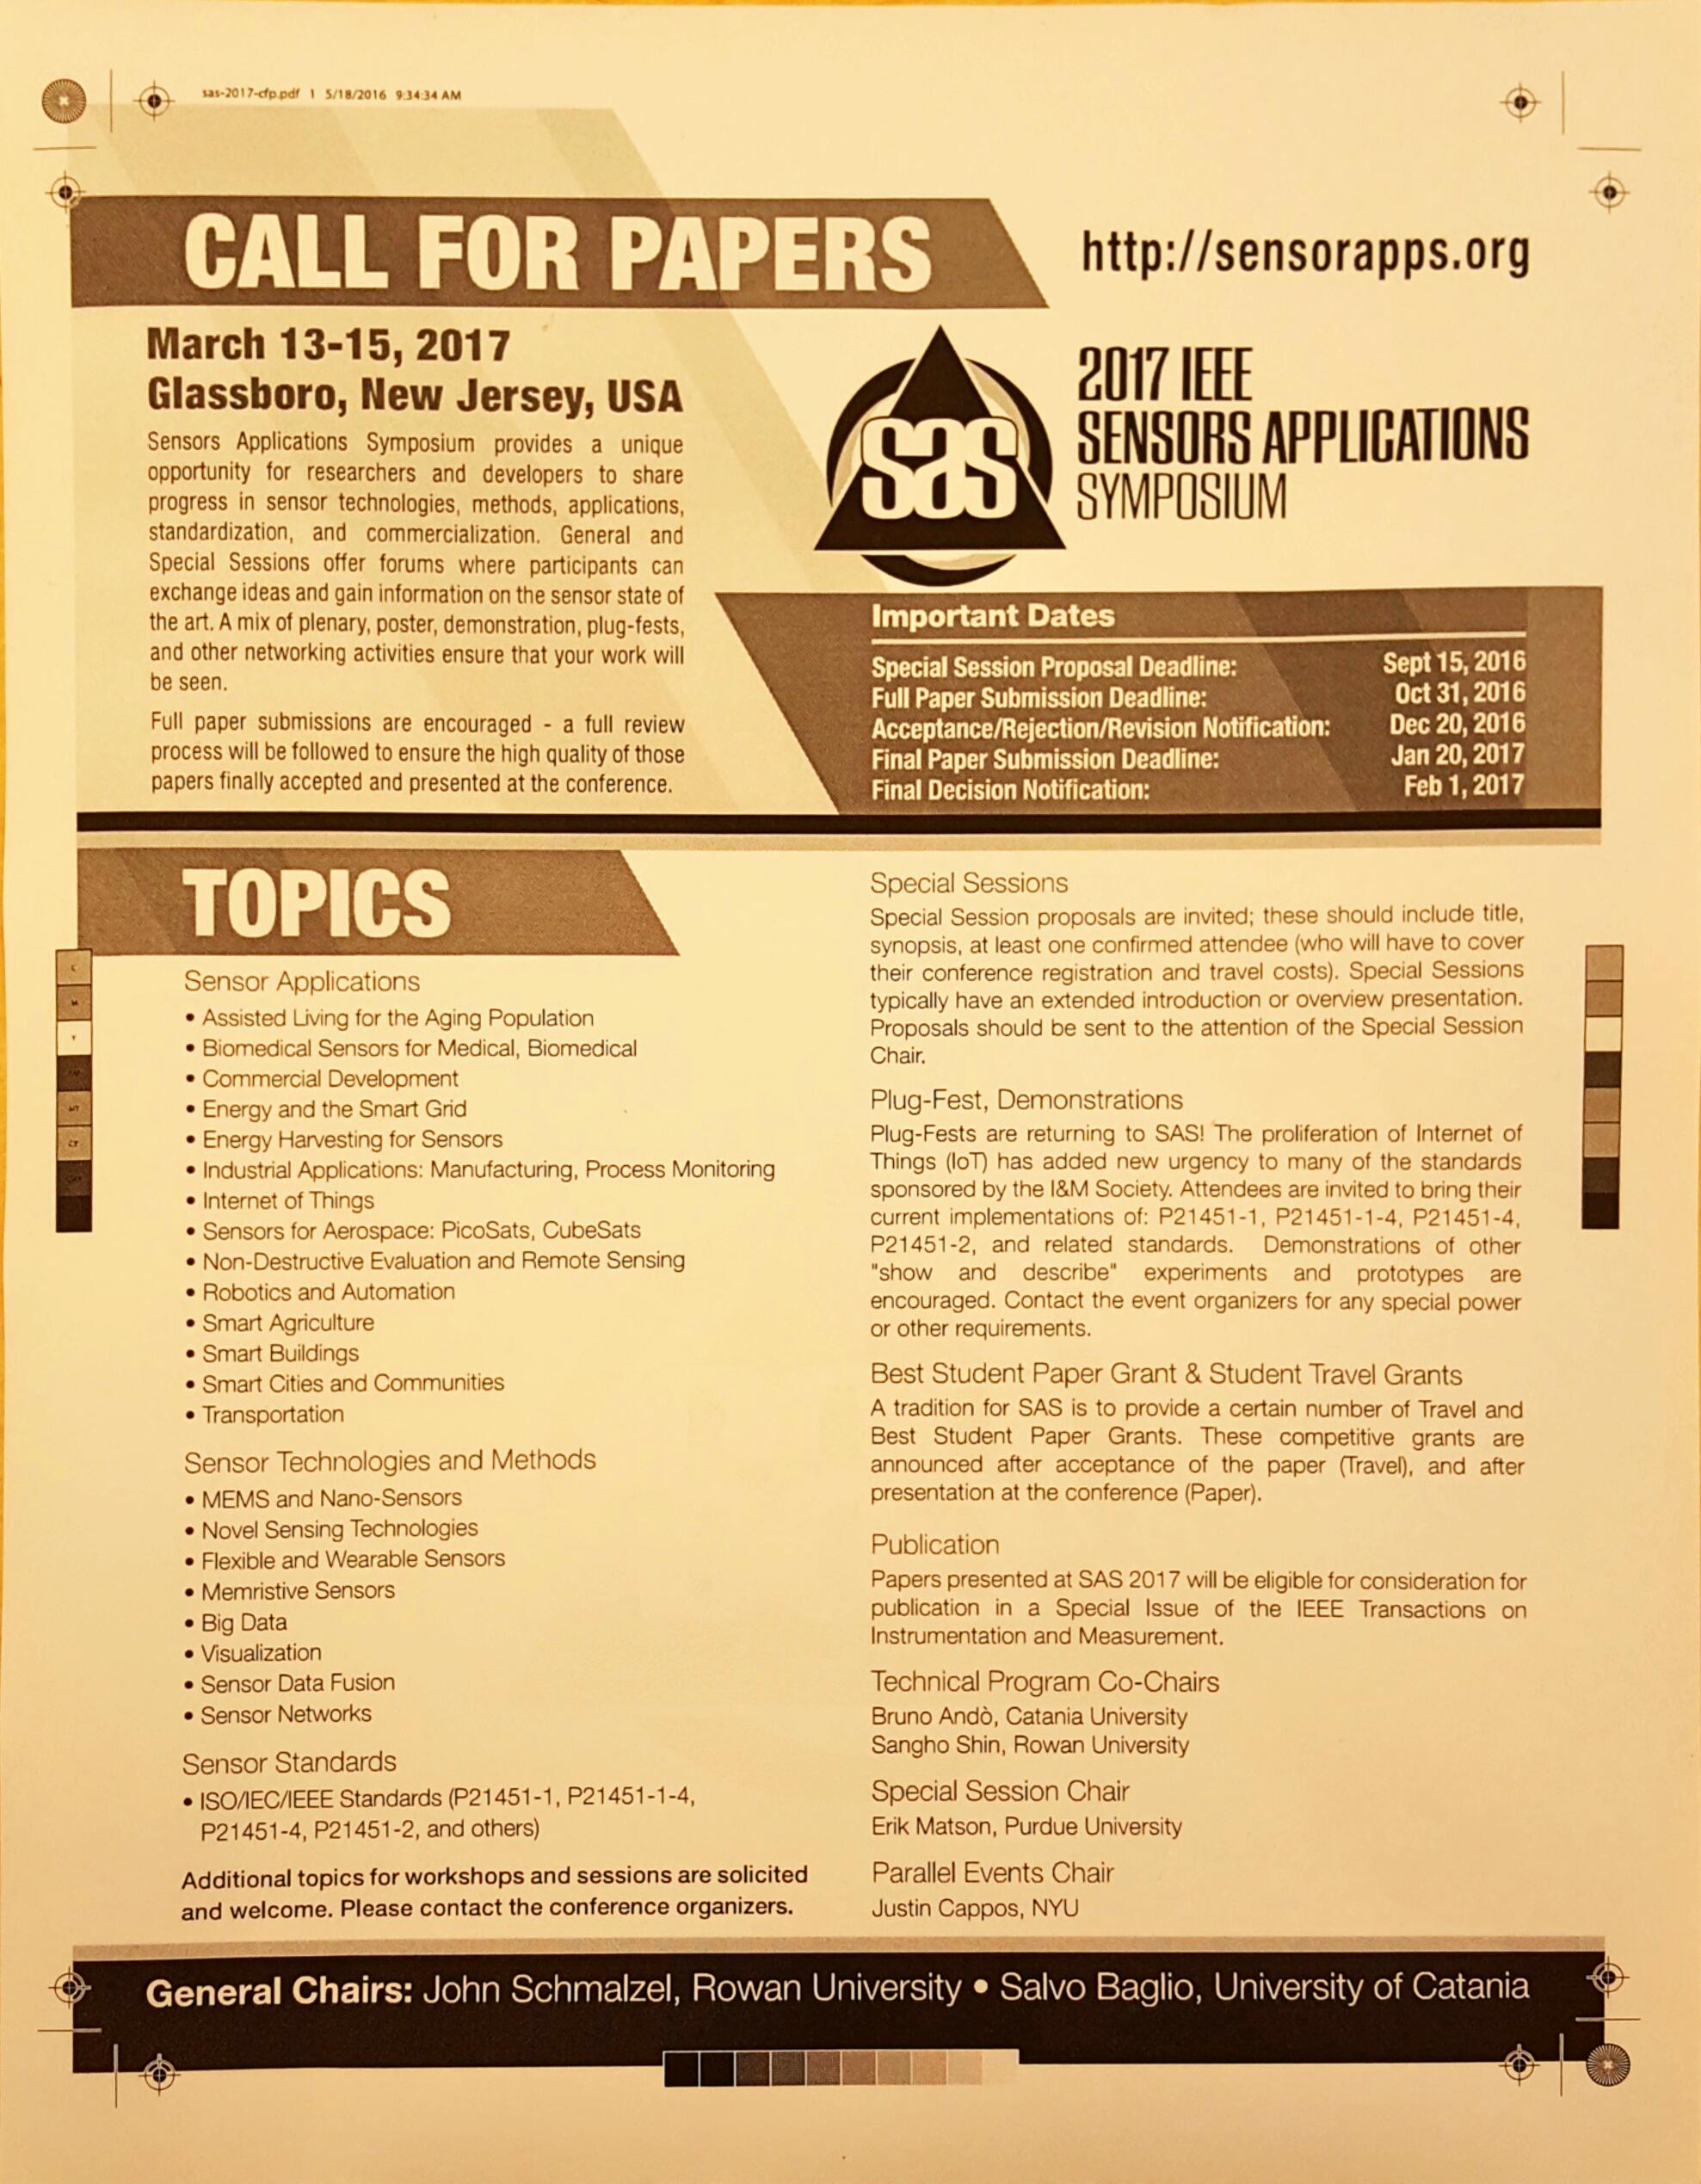 sas-2017-cfp.pdf 1 5/18/2016 9:34:34 AM
CALL FOR PAPERS
http://sensorapps.org
March 13-15, 2017
Glassboro, New Jersey, USA
Sensors Applications Symposium provides a unique
opportunity for researchers and developers to share
progress in sensor technologies, methods, applications,
standardization, and commercialization. General and
Special Sessions offer forums where participants can
exchange ideas and gain information on the sensor state of
the art. A mix of plenary, poster, demonstration, plug-fests,
and other networking activities ensure that your work will
be seen.
Full paper submissions are encouraged - a full review
process will be followed to ensure the high quality of those
papers finally accepted and presented at the conference.
sas
2017 IEEE
SENSORS APPLICATIONS
SYMPOSIUM
Important Dates
Special Session Proposal Deadline: Sept 15, 2016
Full Paper Submission Deadline: Oct 31, 2016
Acceptance/Rejection/Revision Notification: Dec 20, 2016
Final Paper Submission Deadline: Jan 20, 2017
Final Decision Notification: Feb 1, 2017
TOPICS
Sensor Applications
• Assisted Living for the Aging Population
• Biomedical Sensors for Medical, Biomedical
• Commercial Development
• Energy and the Smart Grid
• Energy Harvesting for Sensors
• Industrial Applications: Manufacturing, Process Monitoring
• Internet of Things
• Sensors for Aerospace: PicoSats, CubeSats
• Non-Destructive Evaluation and Remote Sensing
• Robotics and Automation
• Smart Agriculture
• Smart Buildings
• Smart Cities and Communities
• Transportation
Sensor Technologies and Methods
• MEMS and Nano-Sensors
• Novel Sensing Technologies
• Flexible and Wearable Sensors
• Memristive Sensors
• Big Data
• Visualization
• Sensor Data Fusion
• Sensor Networks
Sensor Standards
• ISO/IEC/IEEE Standards (P21451-1, P21451-1-4,
P21451-4, P21451-2, and others)
Additional topics for workshops and sessions are solicited
and welcome. Please contact the conference organizers.
Special Sessions
Special Session proposals are invited; these should include title,
synopsis, at least one confirmed attendee (who will have to cover
their conference registration and travel costs). Special Sessions
typically have an extended introduction or overview presentation.
Proposals should be sent to the attention of the Special Session
Chair.
Plug-Fest, Demonstrations
Plug-Fests are returning to SAS! The proliferation of Internet of
Things (IoT) has added new urgency to many of the standards
sponsored by the I&M Society. Attendees are invited to bring their
current implementations of: P21451-1, P21451-1-4, P21451-4,
P21451-2, and related standards. Demonstrations of other
"show and describe" experiments and prototypes are
encouraged. Contact the event organizers for any special power
or other requirements.
Best Student Paper Grant & Student Travel Grants
A tradition for SAS is to provide a certain number of Travel and
Best Student Paper Grants. These competitive grants are
announced after acceptance of the paper (Travel), and after
presentation at the conference (Paper).
Publication
Papers presented at SAS 2017 will be eligible for consideration for
publication in a Special Issue of the IEEE Transactions on
Instrumentation and Measurement.
Technical Program Co-Chairs
Bruno Andò, Catania University
Sangho Shin, Rowan University
Special Session Chair
Erik Matson, Purdue University
Parallel Events Chair
Justin Cappos, NYU
C
M
Y
MY
CY
General Chairs: John Schmalzel, Rowan University • Salvo Baglio, University of Catania